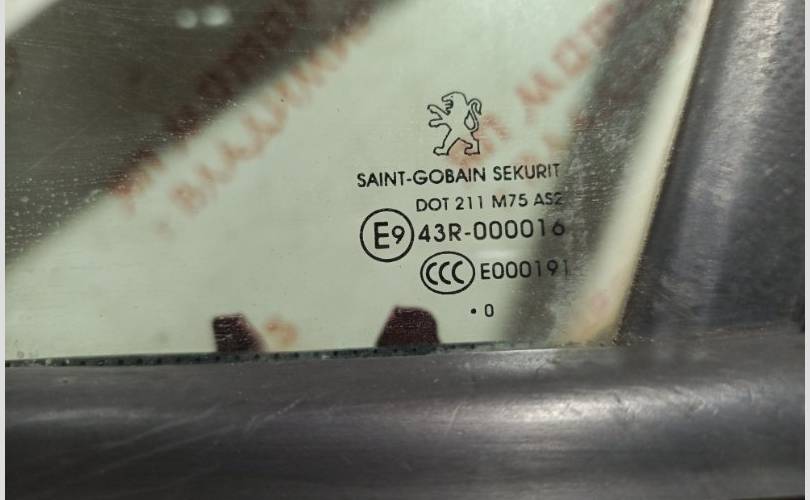 SAINT-GOBAIN SEKURIT
DOT 211 M75 AS2
E9 43R-000016
CCC E000191
· 0